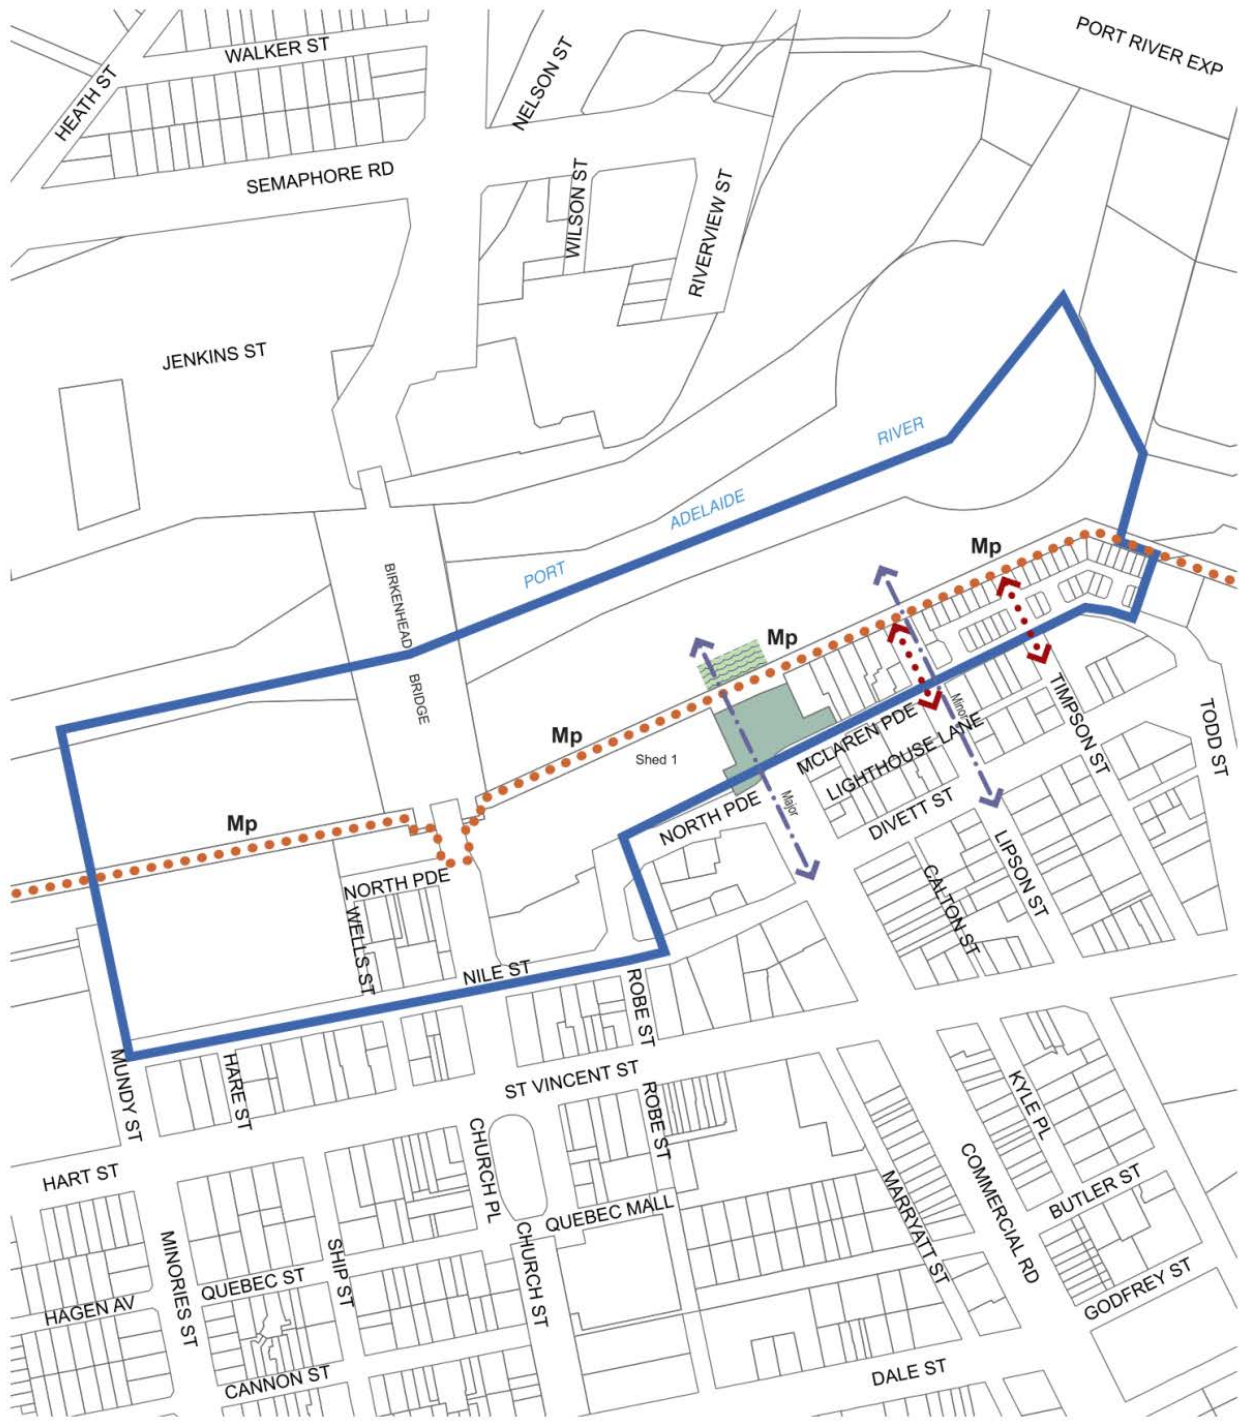 PORT RIVER EXP
WALKER ST
NELSON ST
HEATH ST
SEMAPHORE RD
WILSON ST
RIVERVIEW ST
JENKINS ST
RIVER
ADELAIDE
PORT
BIRKENHEAD
BRIDGE
Mp
Mp
Mp
Mp
Shed 1
MCLAREN PDE
Minor
LIGHTHOUSE LANE
TIMPSON ST
TODD ST
NORTH PDE
Major
DIVETT ST
LIPSON ST
CALTON ST
NORTH PDE
WELLS ST
NILE ST
ROBE ST
MUNDY ST
HARE ST
ST VINCENT ST
ROBE ST
KYLE PL
HART ST
CHURCH PL
COMMERCIAL RD
BUTLER ST
MARRYATT ST
QUEBEC MALL
MINORIES ST
SHIP ST
CHURCH ST
QUEBEC ST
GODFREY ST
HAGEN AV
CANNON ST
DALE ST